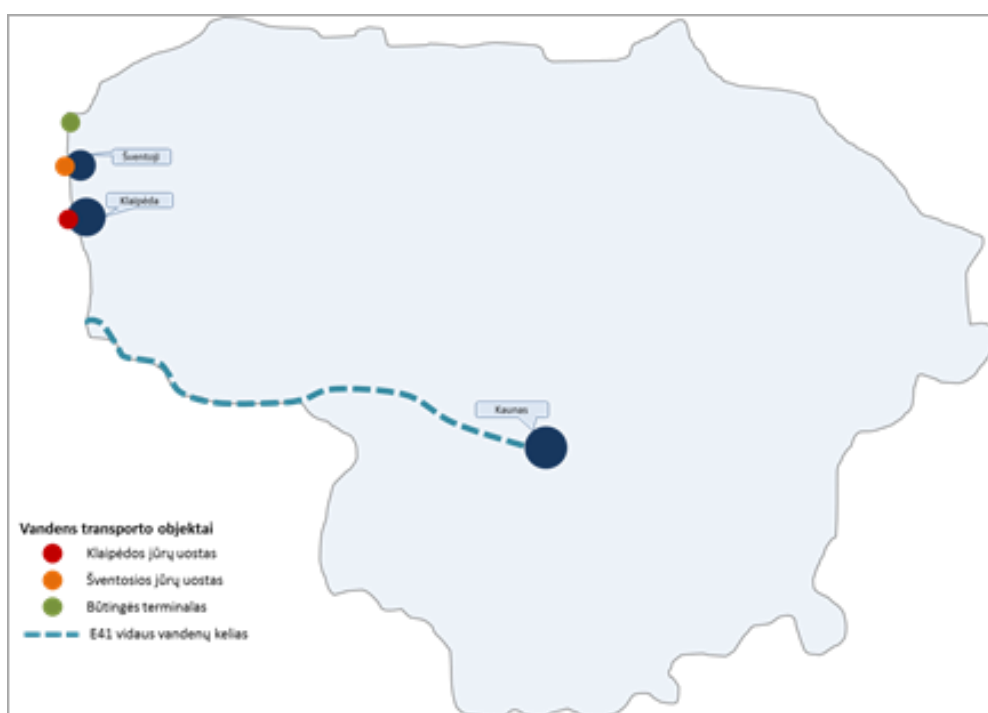 Šventoji
Klaipėda
Kaunas
Vandens transporto objektai
Klaipėdos jūrų uostas
Šventosios jūrų uostas
Būtingės terminalas
E41 vidaus vandenų kelias